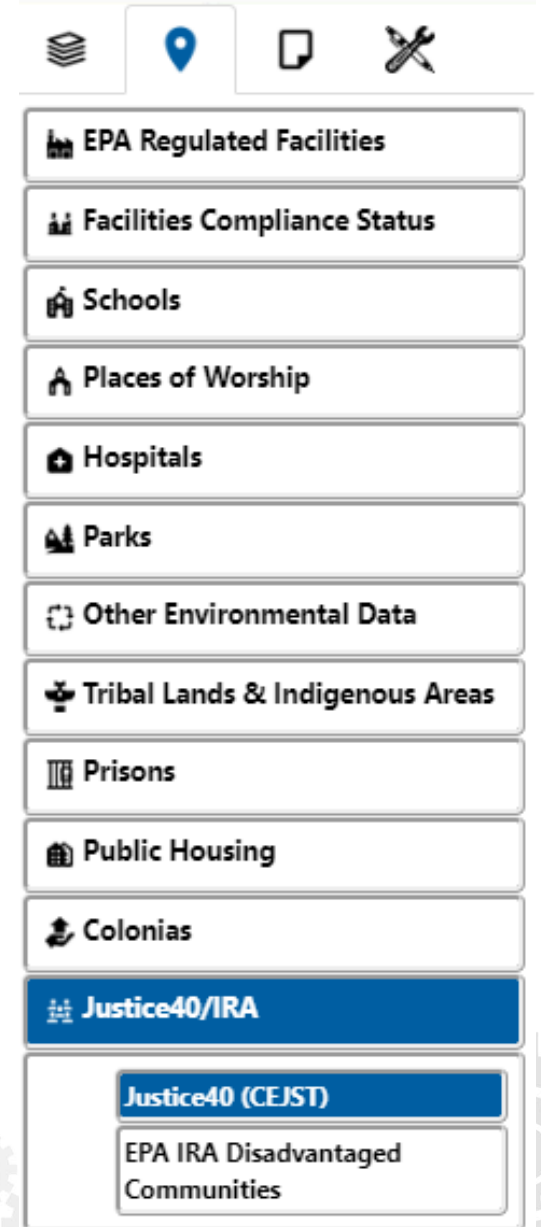 EPA Regulated Facilities
Facilities Compliance Status
Schools
Places of Worship
Hospitals
Parks
Other Environmental Data
Tribal Lands & Indigenous Areas
Prisons
Public Housing
Colonias
Justice40/IRA
Justice40 (CEJST)
EPA IRA Disadvantaged
Communities